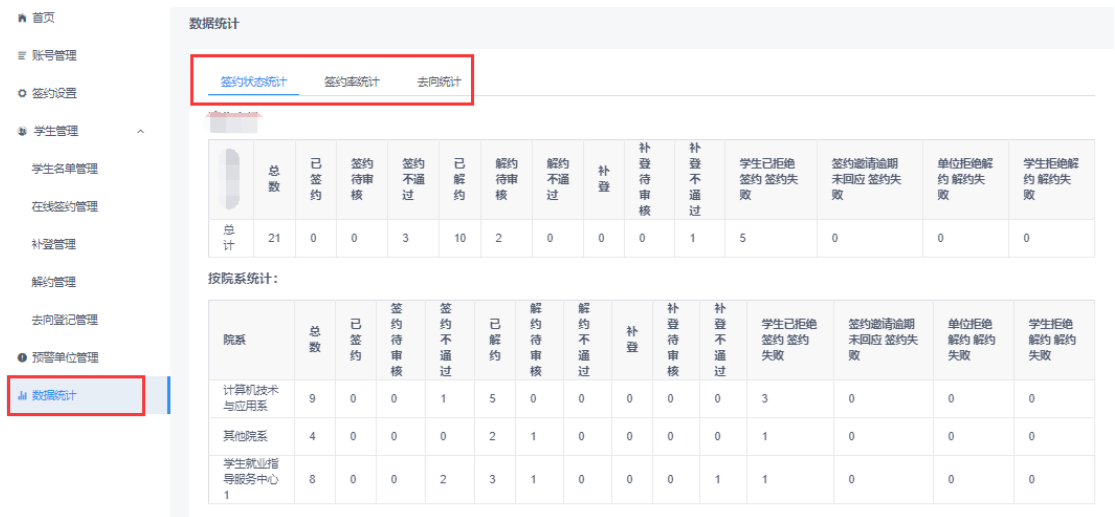 首页
账号管理
签约设置
学生管理
学生名单管理
在线签约管理
补登管理
解约管理
去向登记管理
预警单位管理
数据统计
数据统计
签约状态统计 签约率统计 去向统计
总数 已签约 签约待审核 签约不通过 已解约 解约待审核 解约不通过 补登 补登待审核 补登不通过 学生已拒绝签约 签约失败 签约邀请逾期未回应 签约失败 单位拒绝解约 解约失败 学生拒绝解约 解约失败
总计 21 0 0 3 10 2 0 0 0 1 5 0 0 0
按院系统计：
院系 总数 已签约 签约待审核 签约不通过 已解约 解约待审核 解约不通过 补登 补登待审核 补登不通过 学生已拒绝签约 签约失败 签约邀请逾期未回应 签约失败 单位拒绝解约 解约失败 学生拒绝解约 解约失败
计算机技术与应用系 9 0 0 1 5 0 0 0 0 0 3 0 0 0
其他院系 4 0 0 0 2 1 0 0 0 0 1 0 0 0
学生就业指导服务中心1 8 0 0 2 3 1 0 0 0 1 1 0 0 0